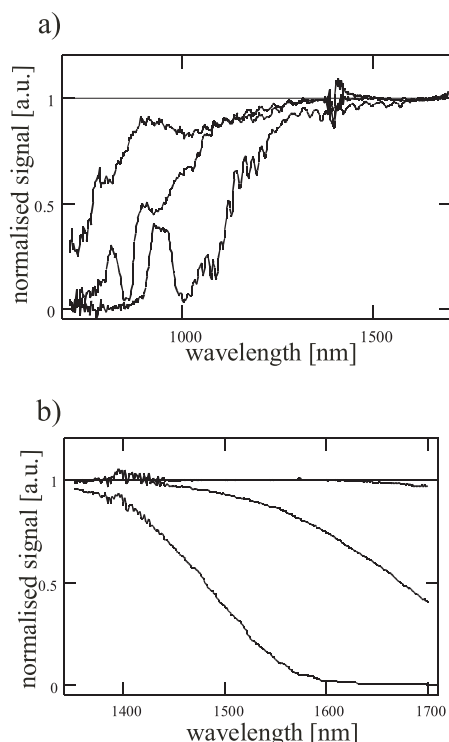 a)
normalised signal [a.u.]
1
0.5
0
1000
1500
wavelength [nm]
b)
normalised signal [a.u.]
1
0.5
0
1400
1500
1600
1700
wavelength [nm]